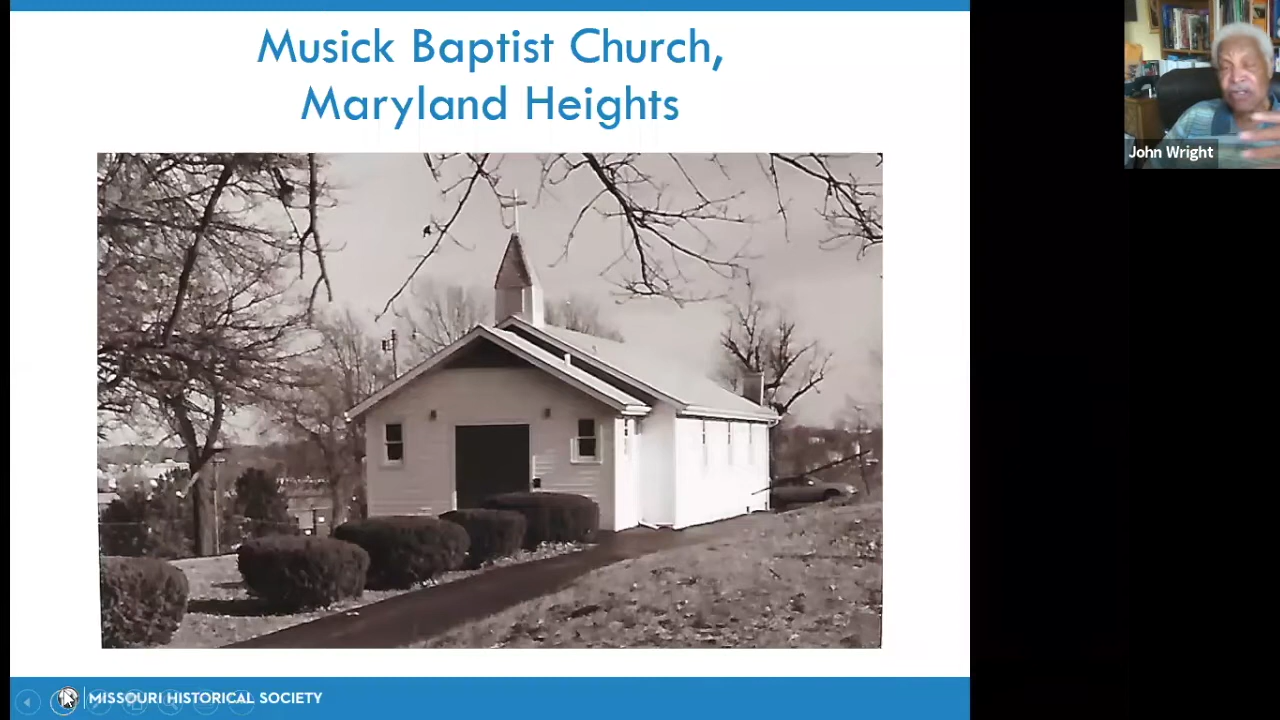 Musick Baptist Church,
Maryland Heights
John Wright
MISSOURI HISTORICAL SOCIETY